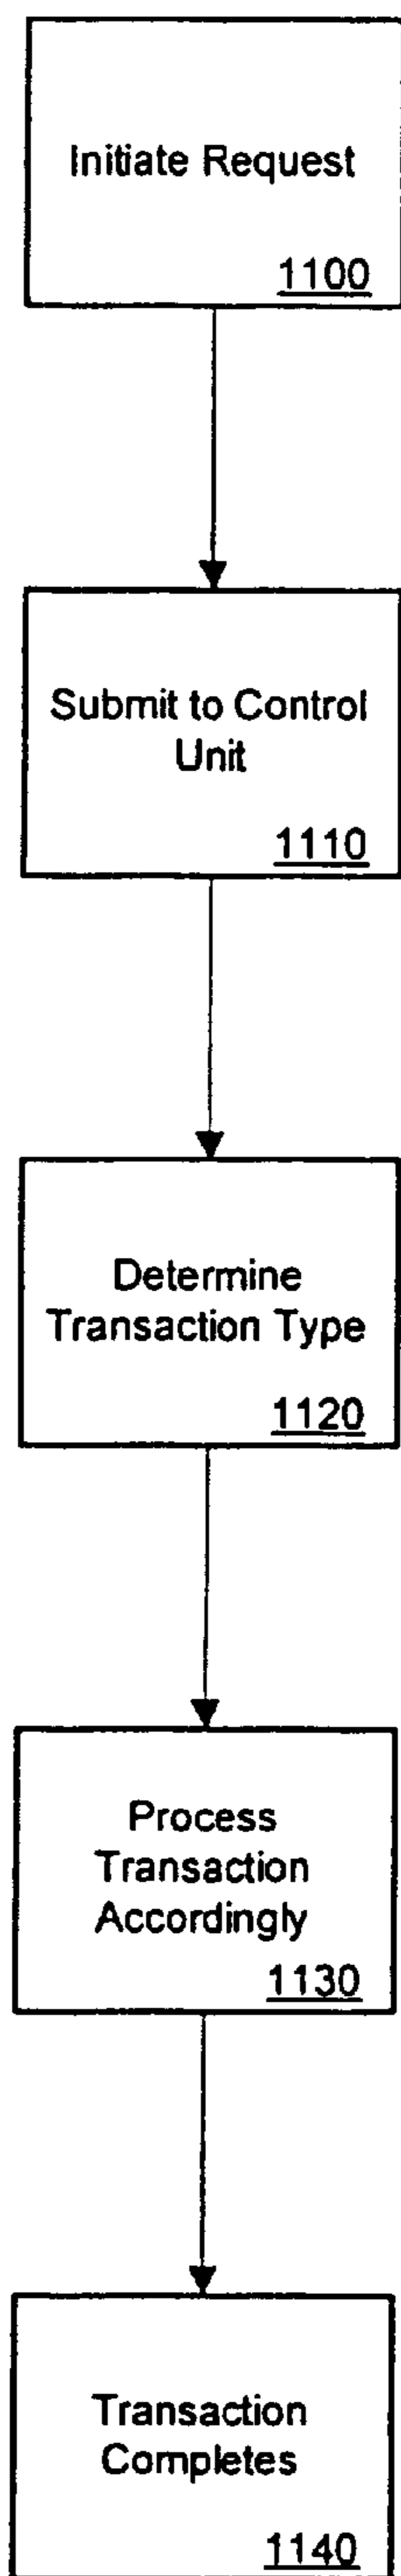 Initiate Request
1100
Submit to Control
Unit
1110
Determine
Transaction Type
1120
Process
Transaction
Accordingly
1130
Transaction
Completes
1140